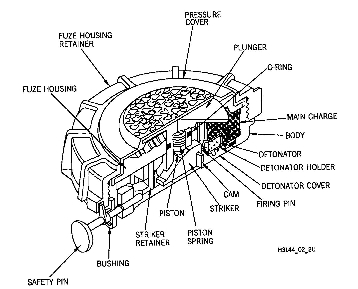 PRESSURE
COVER
FUZE HOUSING
RETAINER
PLUNGER
O-RING
FUZE HOUSING
MAIN CHARGE
BODY
DETONATOR
DETONATOR HOLDER
DETONATOR COVER
CAM
FIRING PIN
STRIKER
PISTON
STRIKER
RETAINER
PISTON
SPRING
BUSHING
SAFETY PIN